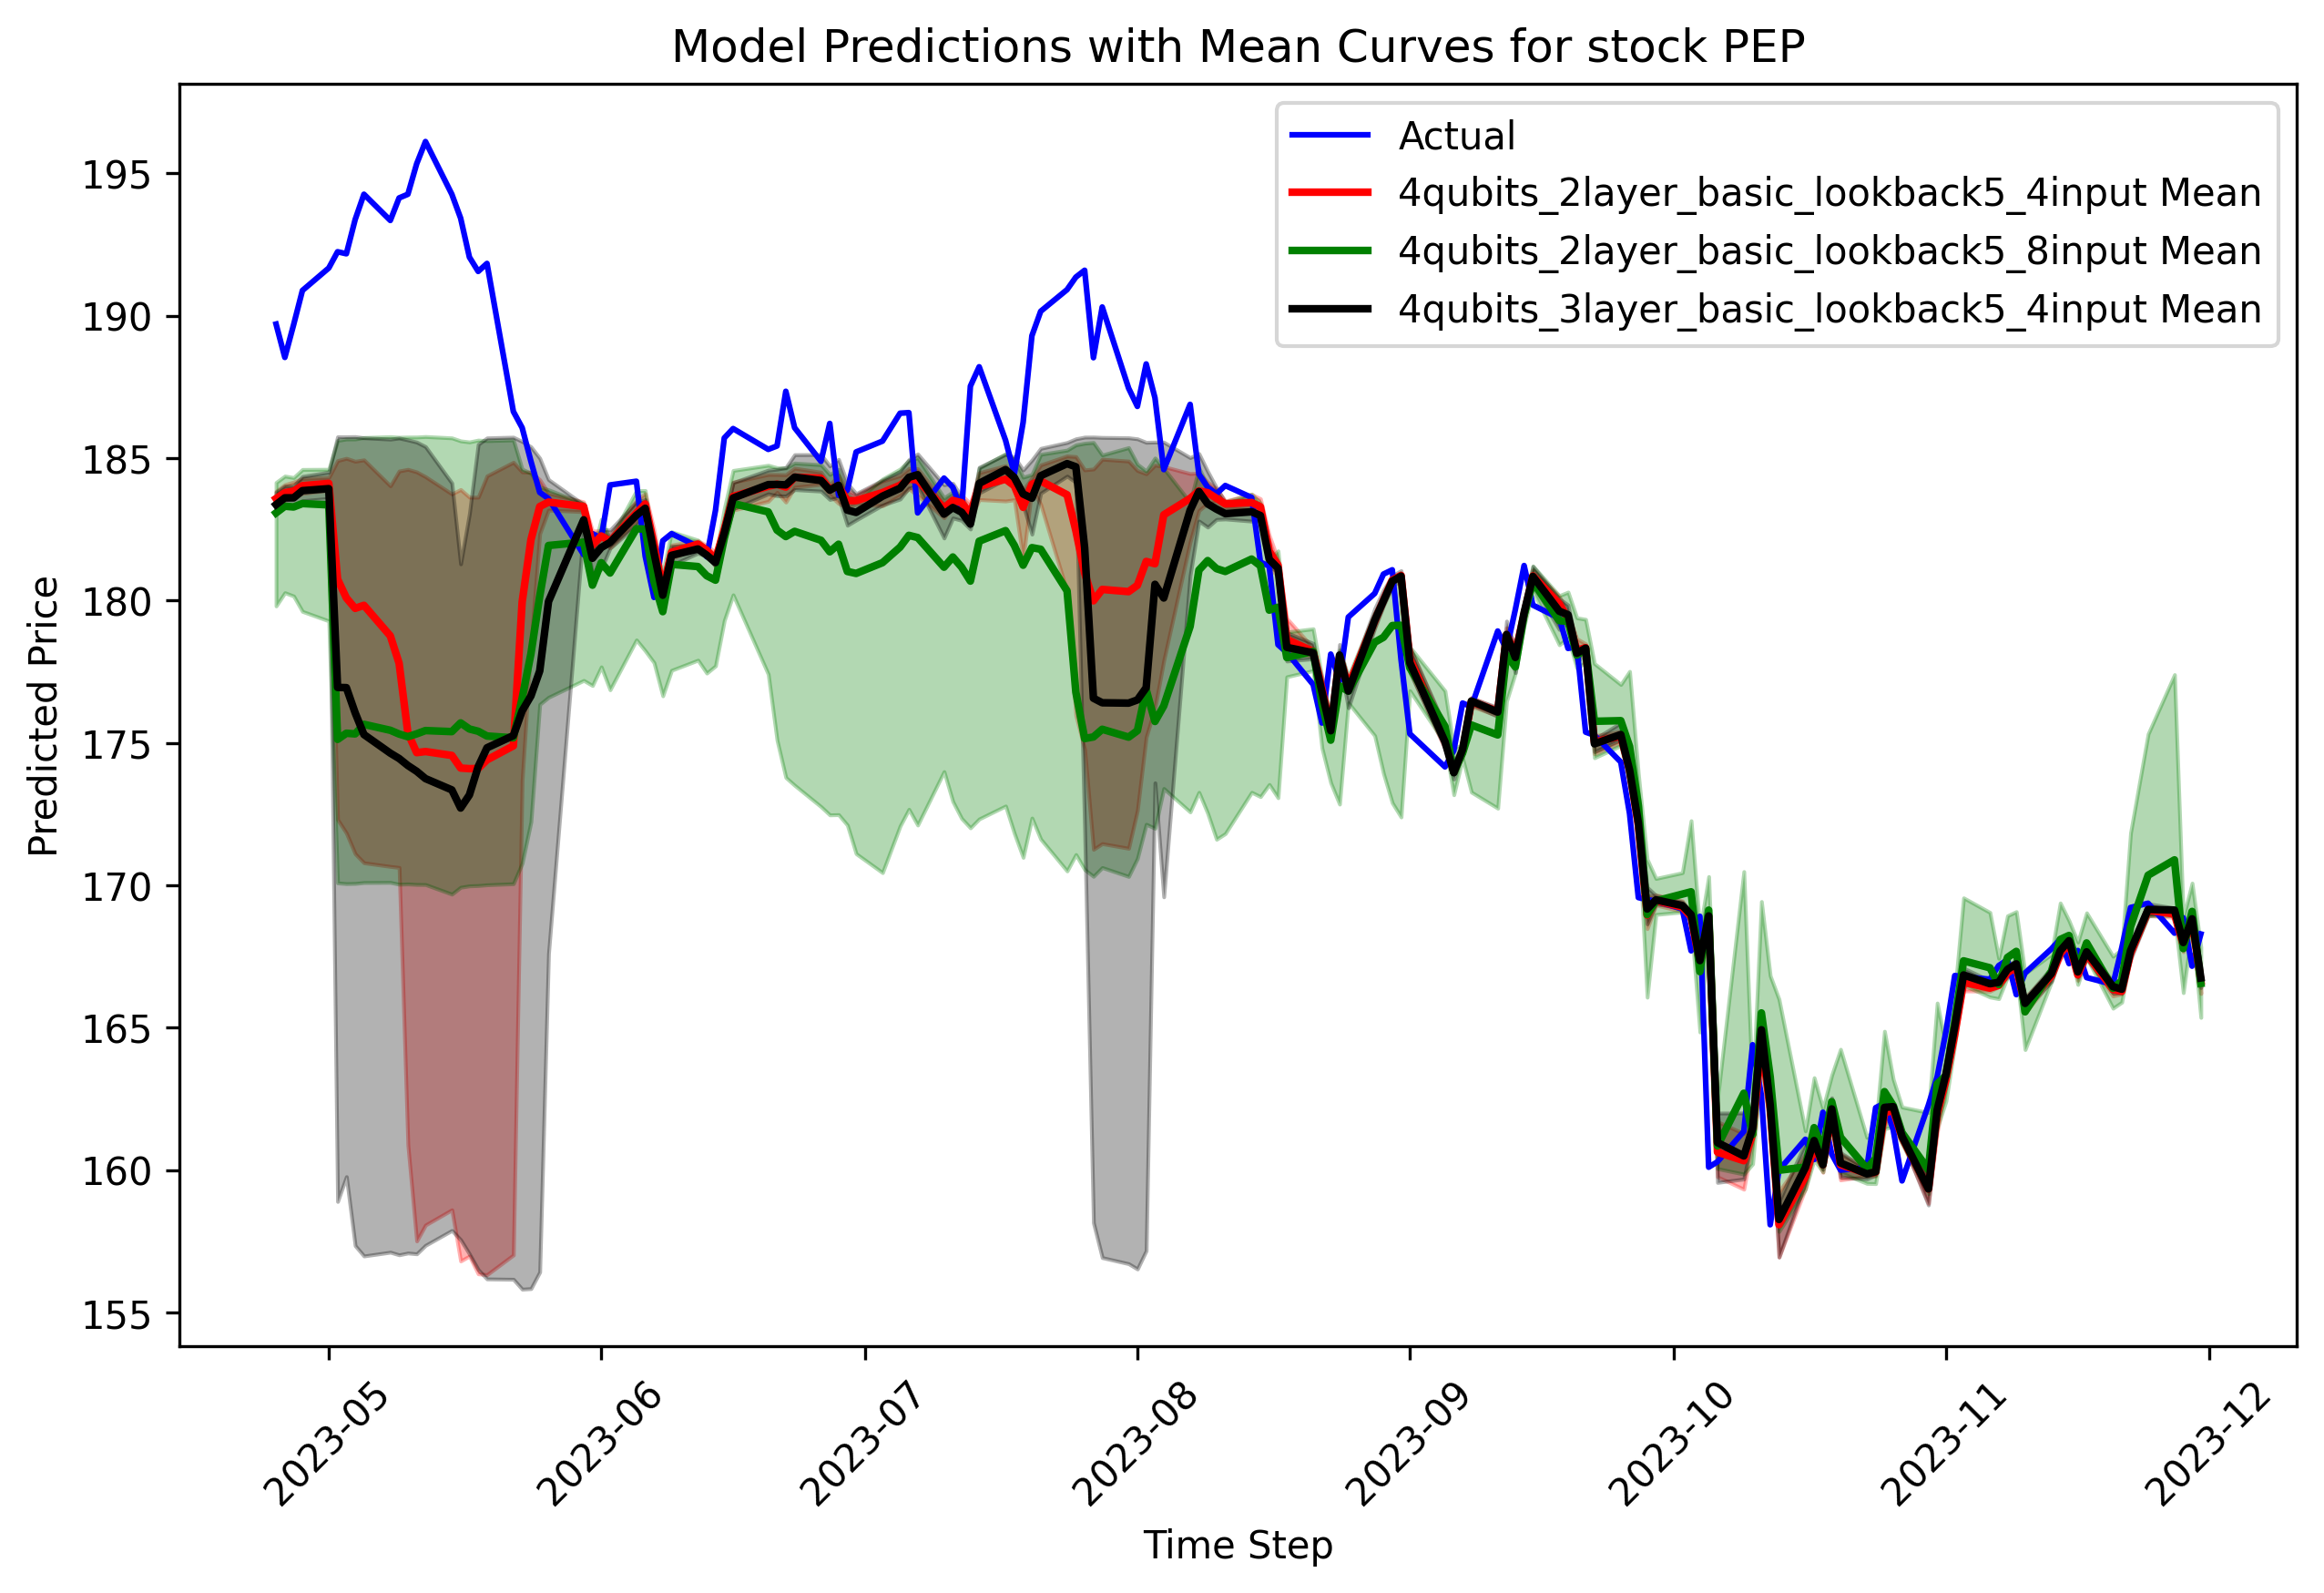 Model Predictions with Mean Curves for stock PEP
Actual
4qubits_2layer_basic_lookback5_4input Mean
4qubits_2layer_basic_lookback5_8input Mean
4qubits_3layer_basic_lookback5_4input Mean
Predicted Price
195
190
185
180
175
170
165
160
155
2023-05
2023-06
2023-07
2023-08
2023-09
2023-10
2023-11
2023-12
Time Step